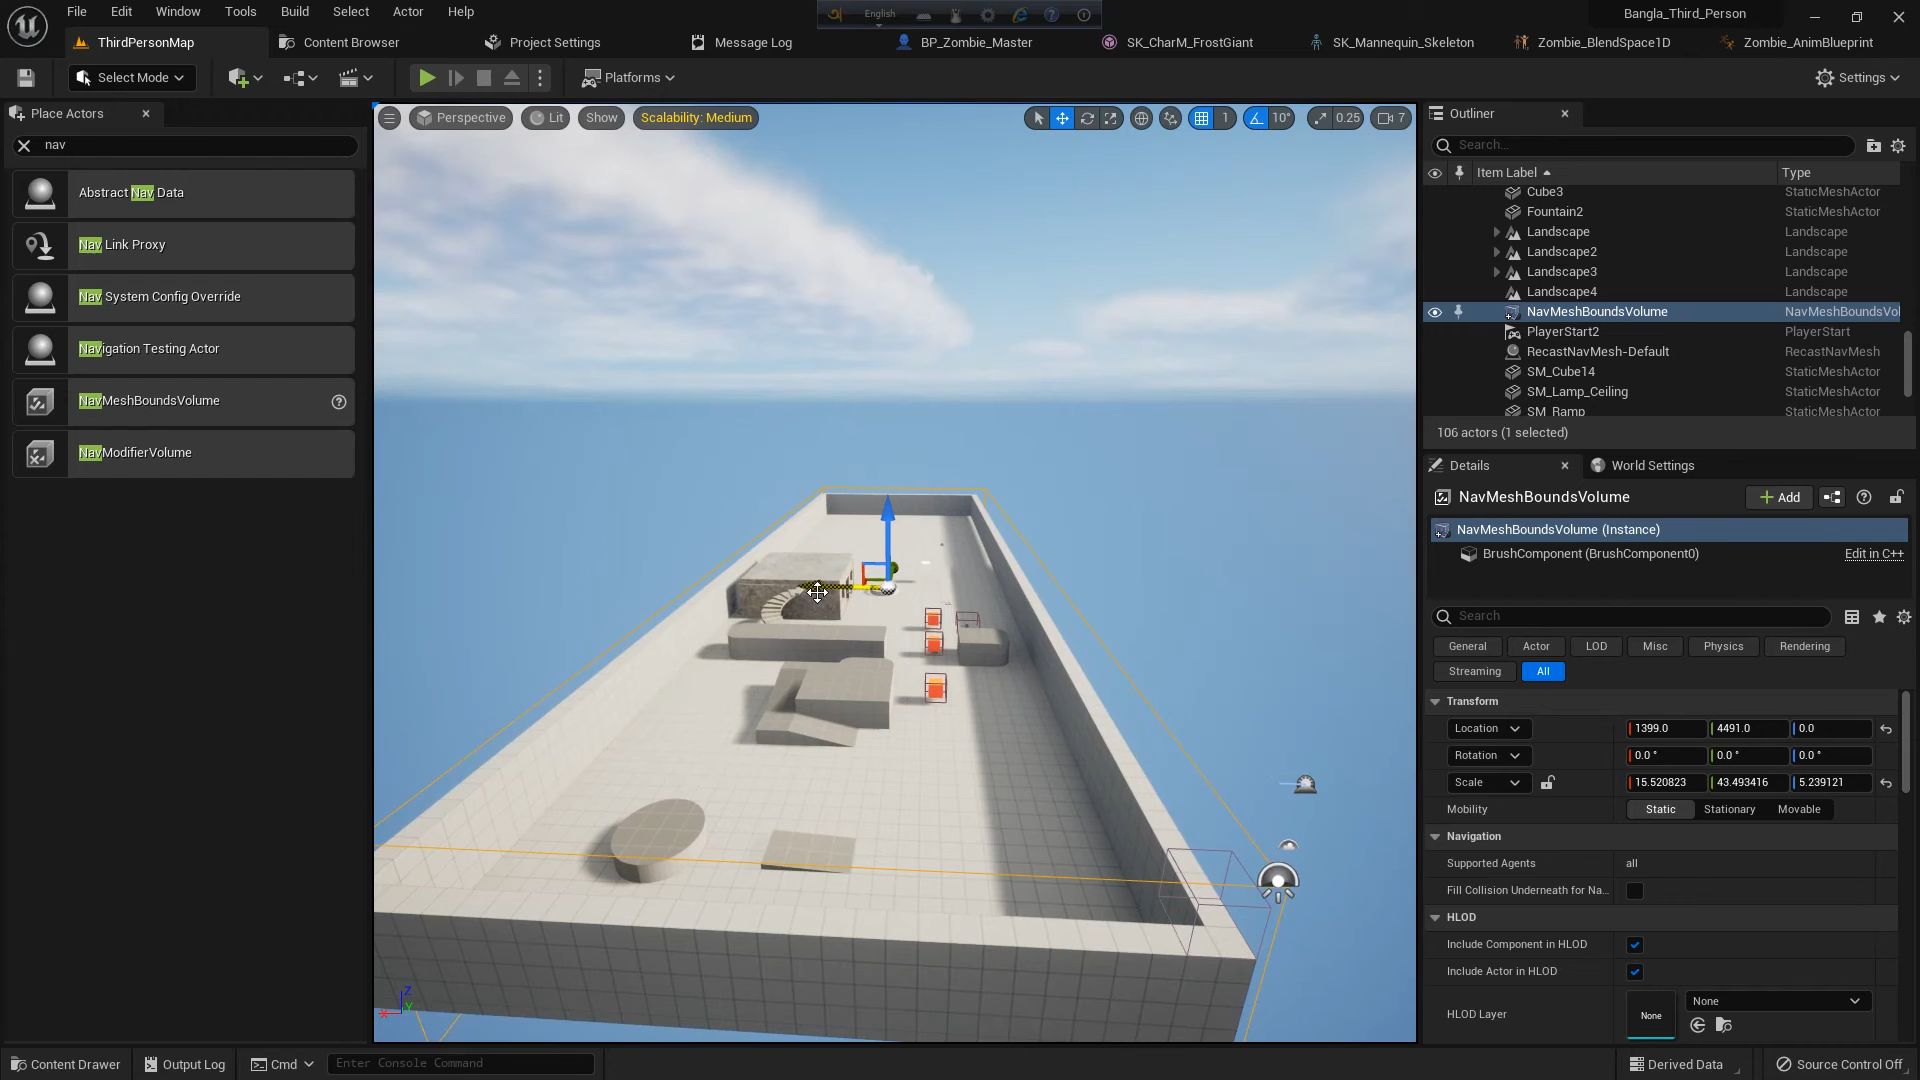 File Edit Window Tools Build Select Actor Help
English
Bangla_Third_Person
ThirdPersonMap
Content Browser
Project Settings
Message Log
BP_Zombie_Master
SK_CharM_FrostGiant
SK_Mannequin_Skeleton
Zombie_BlendSpace1D
Zombie_AnimBlueprint
Select Mode
Platforms
Settings
Place Actors
nav
Abstract Nav Data
Nav Link Proxy
Nav System Config Override
Navigation Testing Actor
NavMeshBoundsVolume
NavModifierVolume
Perspective
Lit
Show
Scalability: Medium
1
10°
0.25
7
Z
Y
X
Outliner
Search...
Item Label
Type
Cube3 StaticMeshActor
Fountain2 StaticMeshActor
Landscape Landscape
Landscape2 Landscape
Landscape3 Landscape
Landscape4 Landscape
NavMeshBoundsVolume NavMeshBoundsVol
PlayerStart2 PlayerStart
RecastNavMesh-Default RecastNavMesh
SM_Cube14 StaticMeshActor
SM_Lamp_Ceiling StaticMeshActor
SM_Ramp StaticMeshActor
106 actors (1 selected)
Details
World Settings
NavMeshBoundsVolume
Add
NavMeshBoundsVolume (Instance)
BrushComponent (BrushComponent0)
Edit in C++
Search
General Actor LOD Misc Physics Rendering
Streaming All
Transform
Location 1399.0 4491.0 0.0
Rotation 0.0 ° 0.0 ° 0.0 °
Scale 15.520823 43.493416 5.239121
Mobility Static Stationary Movable
Navigation
Supported Agents all
Fill Collision Underneath for Na...
HLOD
Include Component in HLOD
Include Actor in HLOD
HLOD Layer
None
None
Content Drawer
Output Log
Cmd
Enter Console Command
Derived Data
Source Control Off